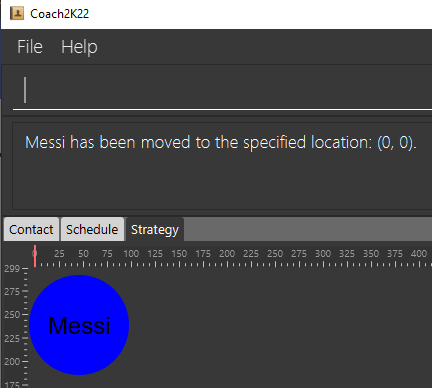 Coach2K22
File Help
Messi has been moved to the specified location: (0, 0).
Contact Schedule Strategy
0 25 50 75 100 125 150 175 200 225 250 275 300 325 350 375 400
299
275
250
Messi
225
200
175